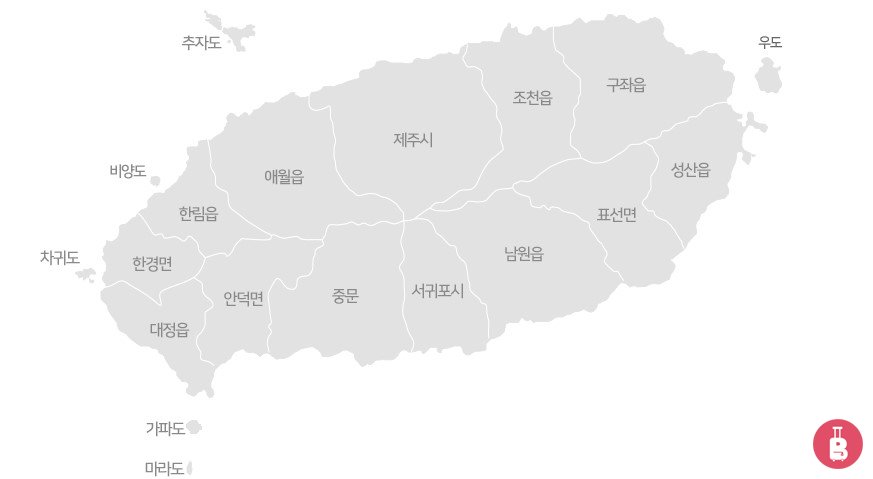 추자도
우도
구좌읍
조천읍
제주시
비양도
애월읍
성산읍
한림읍
표선면
차귀도
한경면
남원읍
안덕면
중문
서귀포시
대정읍
가파도
마라도
B